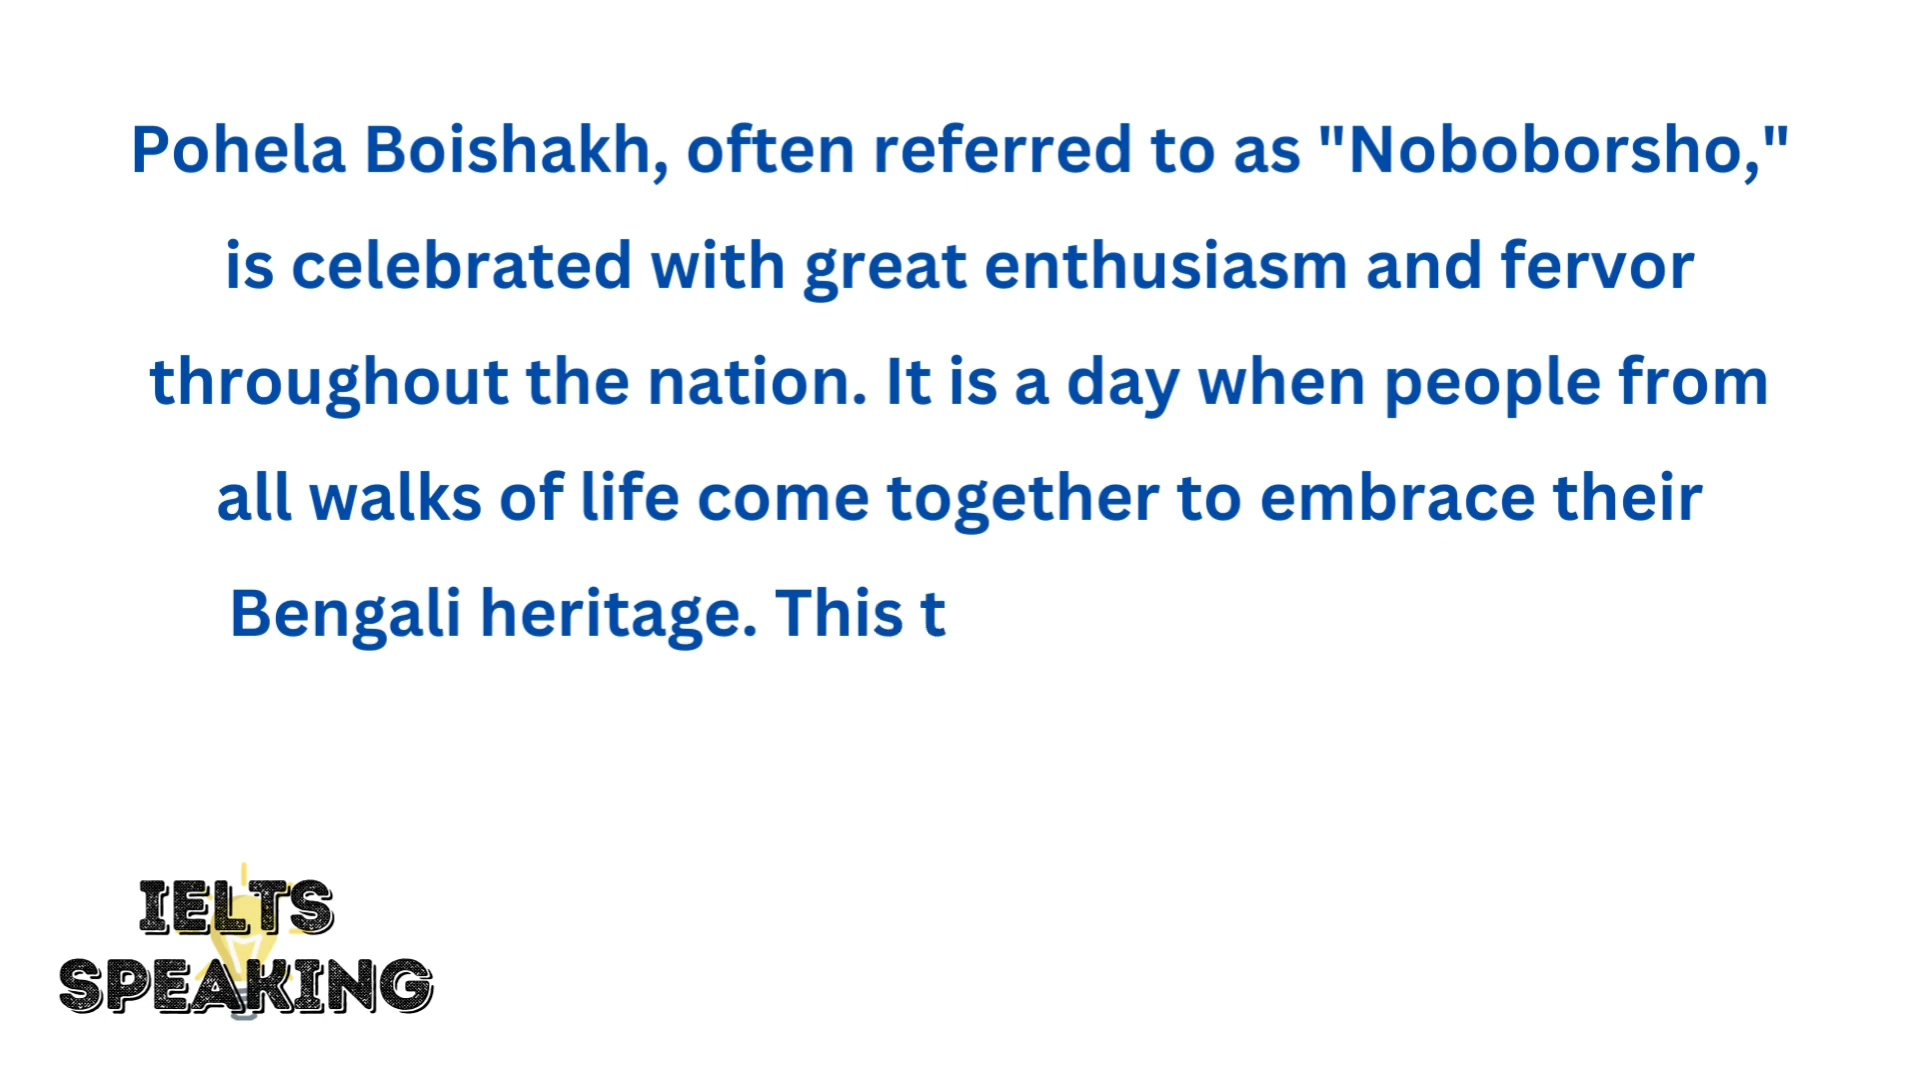 Pohela Boishakh, often referred to as "Noboborsho,"
is celebrated with great enthusiasm and fervor
throughout the nation. It is a day when people from
all walks of life come together to embrace their
Bengali heritage. This t
IELTS
SPEAKING